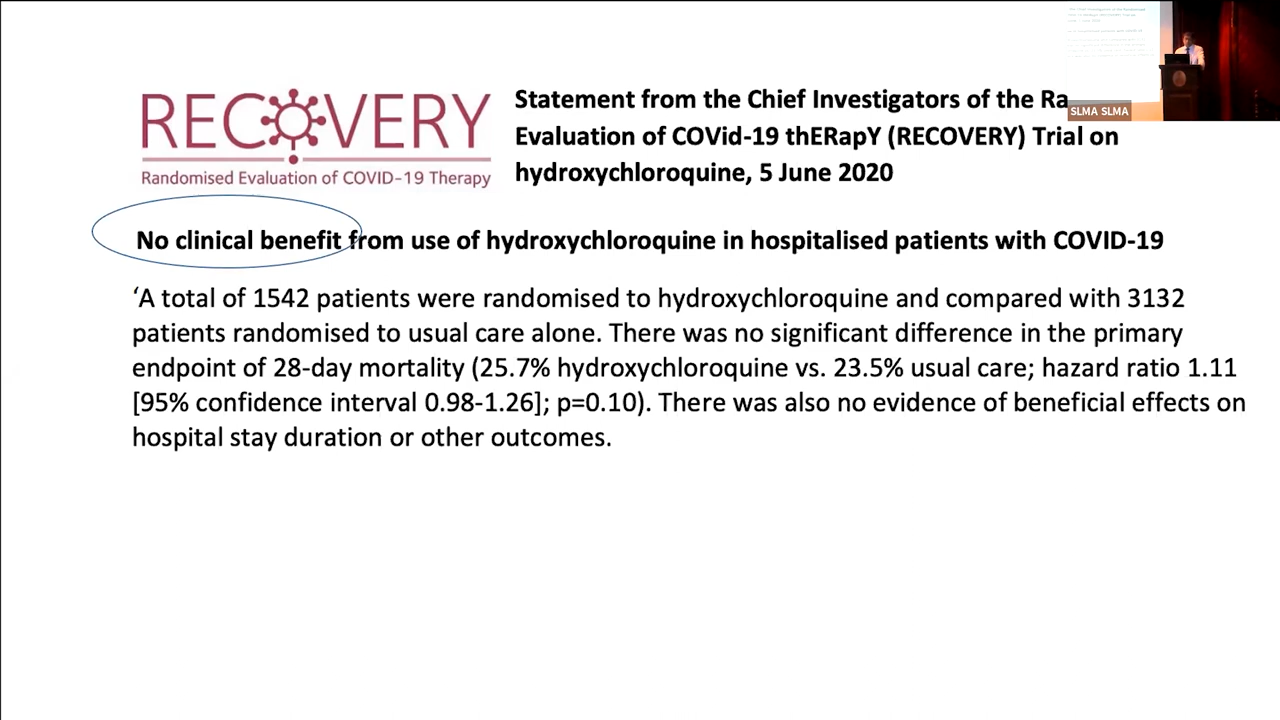 RECOVERY
Randomised Evaluation of COVID-19 Therapy
Statement from the Chief Investigators of the Ra
Evaluation of COVid-19 thERapY (RECOVERY) Trial on
hydroxychloroquine, 5 June 2020
SLMA SLMA
No clinical benefit from use of hydroxychloroquine in hospitalised patients with COVID-19
‘A total of 1542 patients were randomised to hydroxychloroquine and compared with 3132
patients randomised to usual care alone. There was no significant difference in the primary
endpoint of 28-day mortality (25.7% hydroxychloroquine vs. 23.5% usual care; hazard ratio 1.11
[95% confidence interval 0.98-1.26]; p=0.10). There was also no evidence of beneficial effects on
hospital stay duration or other outcomes.